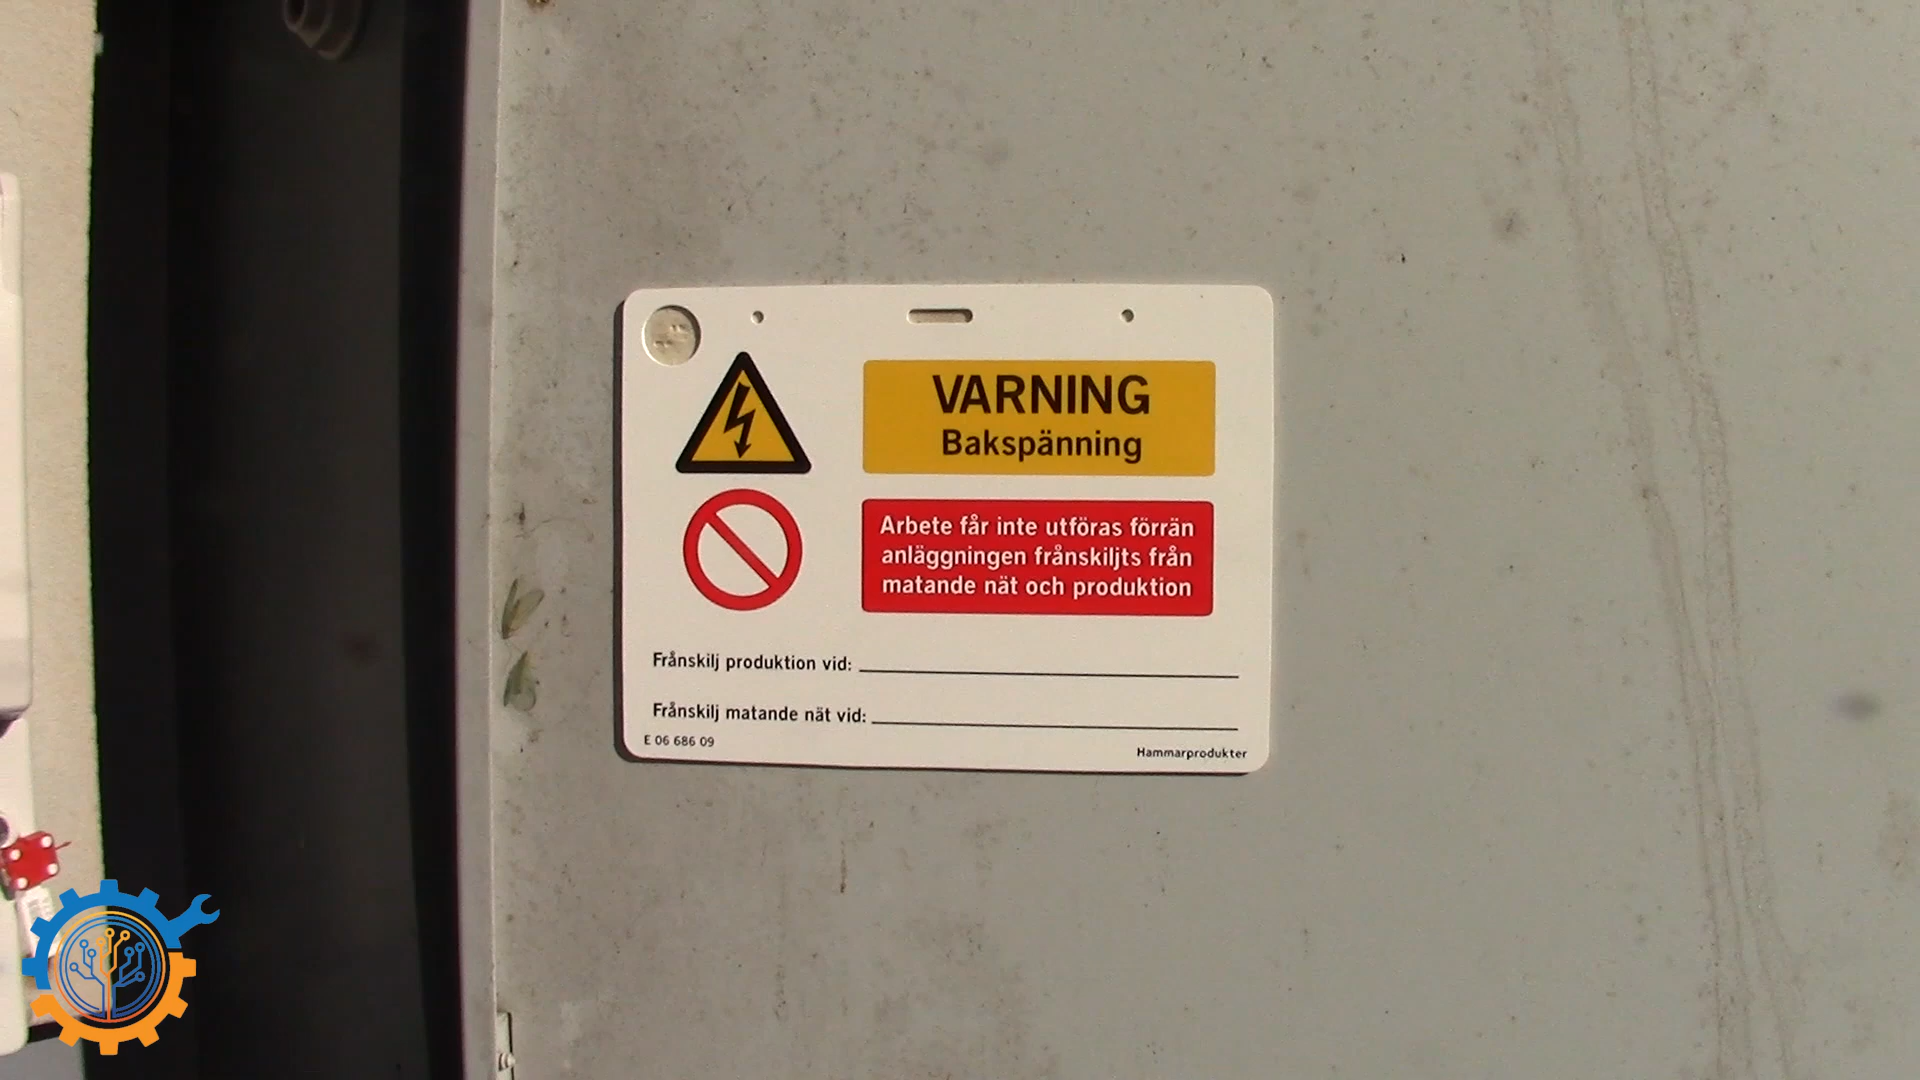 VARNING
Bakspänning
Arbete får inte utföras förrän
anläggningen frånskiljts från
matande nät och produktion
Frånskilj produktion vid:
Frånskilj matande nät vid:
E 06 686 09
Hammarprodukter